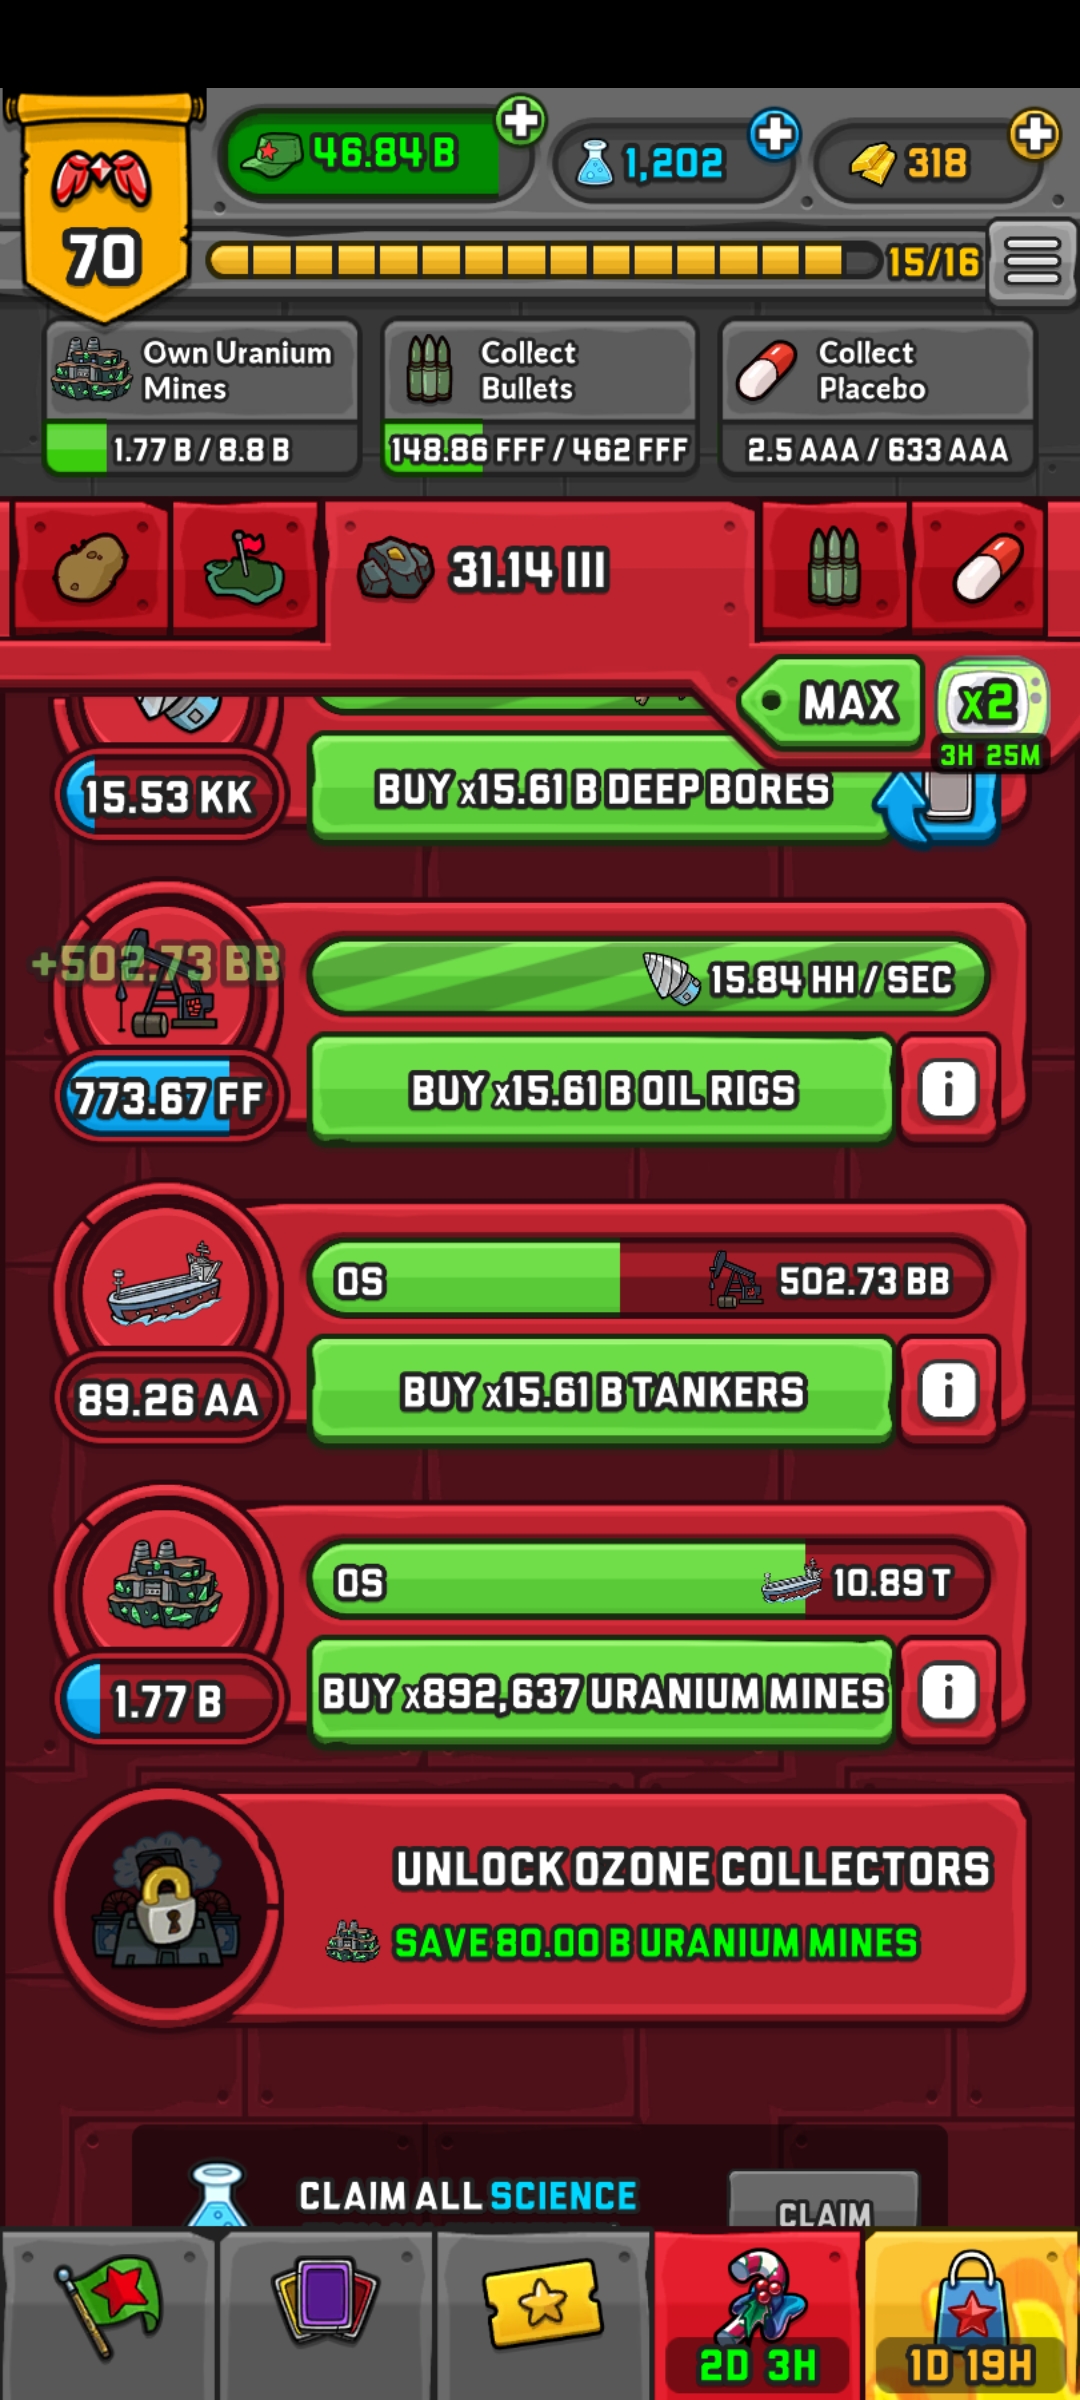 46.84 B
1,202
318
70
15/16
Own Uranium
Mines
1.77 B / 8.8 B
Collect
Bullets
148.86 FFF / 462 FFF
Collect
Placebo
2.5 AAA / 633 AAA
31.14 III
MAX
x2
3H 25M
15.53 KK
BUY x15.61 B DEEP BORES
+502.73 BB
15.84 HH / SEC
773.67 FF
BUY x15.61 B OIL RIGS
i
0S
502.73 BB
89.26 AA
BUY x15.61 B TANKERS
i
0S
10.89 T
1.77 B
BUY x892,637 URANIUM MINES
i
UNLOCK OZONE COLLECTORS
SAVE 80.00 B URANIUM MINES
CLAIM ALL SCIENCE
CLAIM
2D 3H
1D 19H